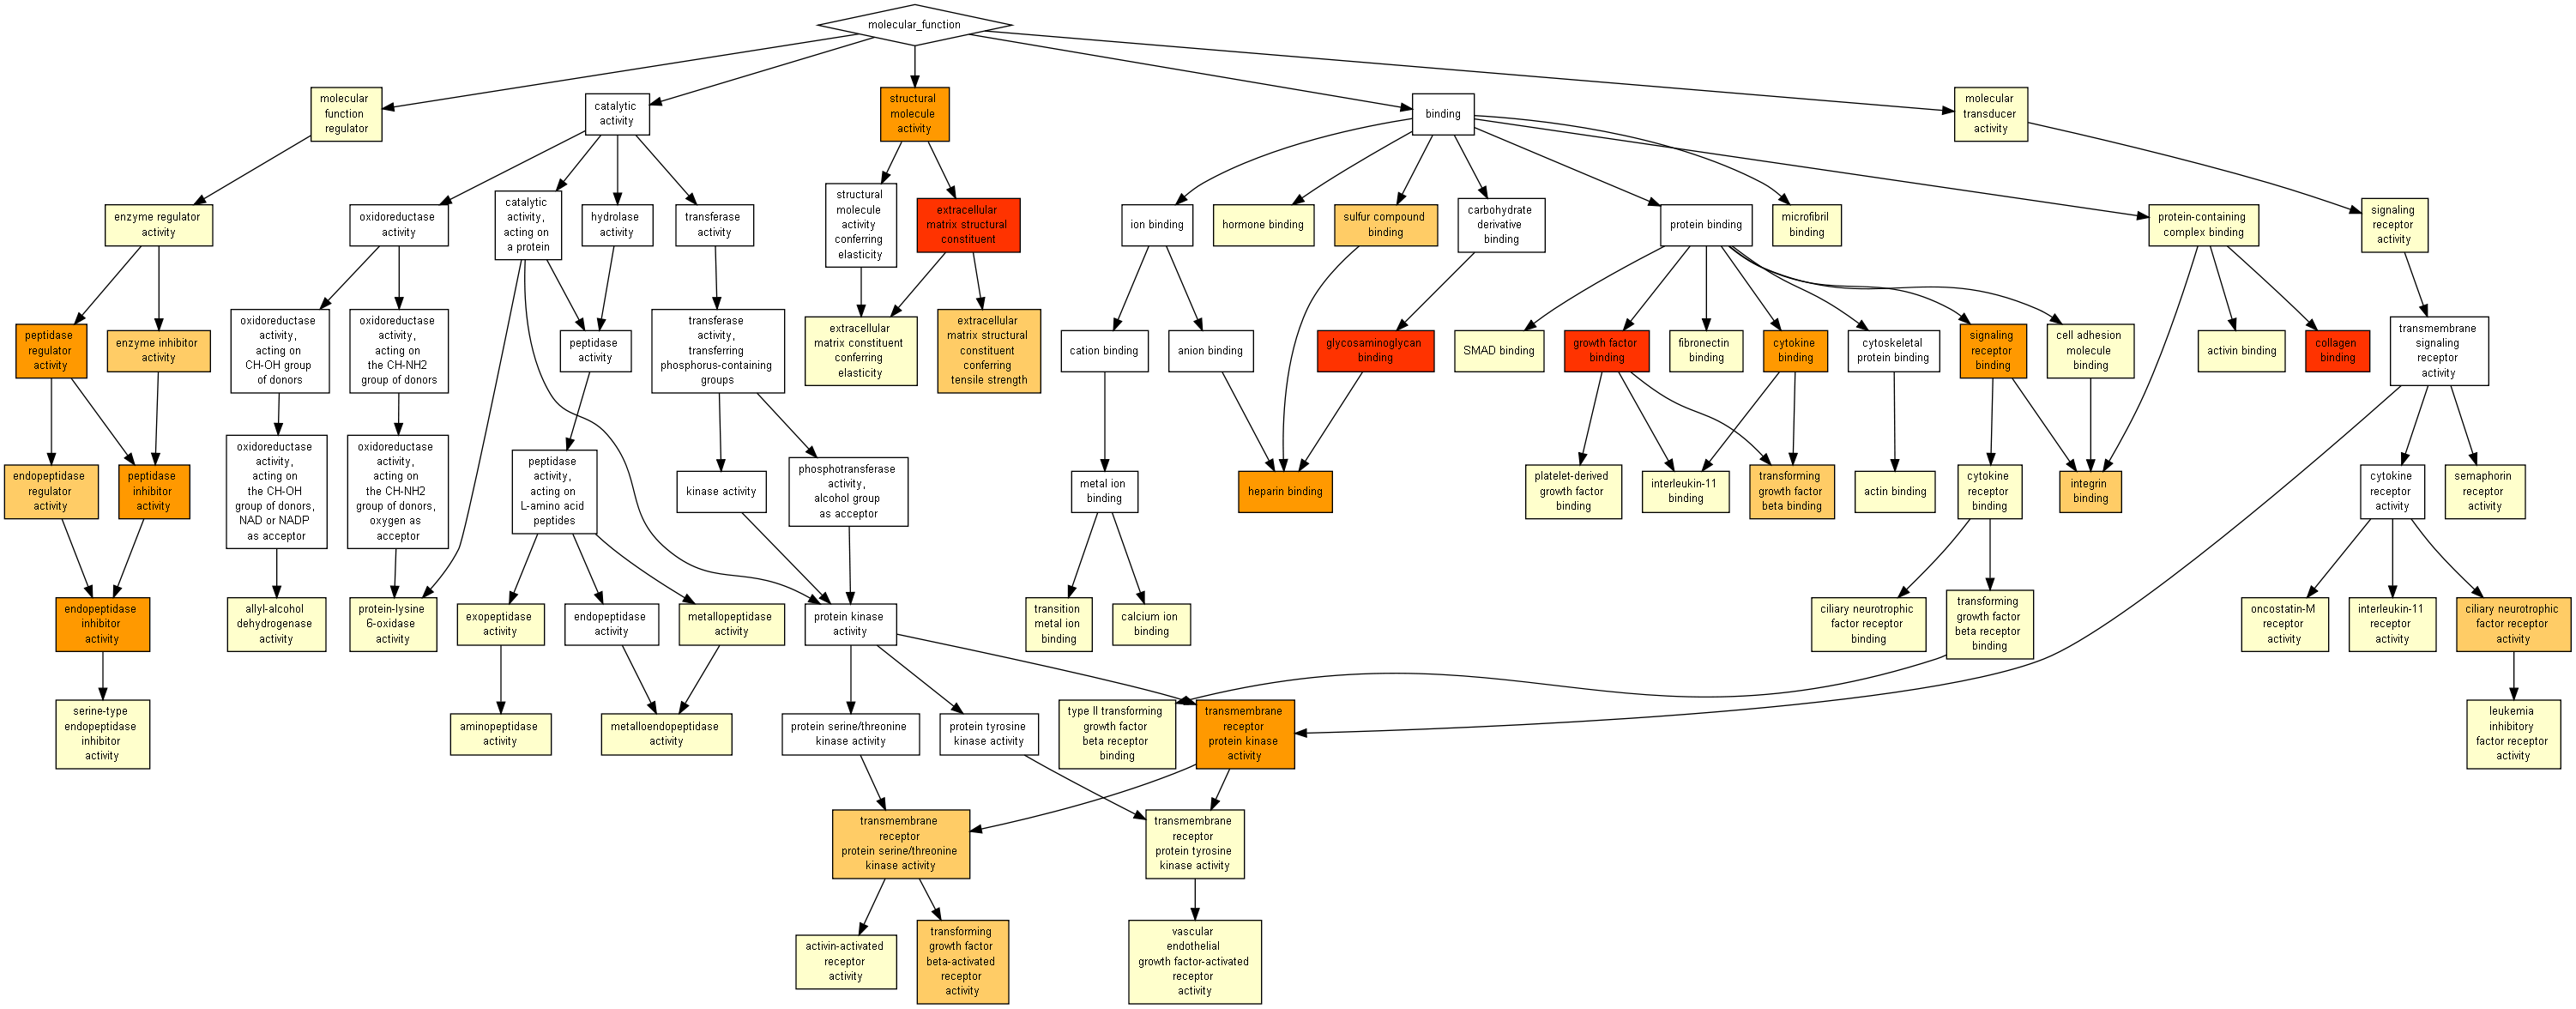 molecular_function
molecular
function
regulator
catalytic
activity
structural
molecule
activity
binding
molecular
transducer
activity
enzyme regulator
activity
oxidoreductase
activity
catalytic
activity,
acting on
a protein
hydrolase
activity
transferase
activity
structural
molecule
activity
conferring
elasticity
extracellular
matrix structural
constituent
ion binding
hormone binding
sulfur compound
binding
carbohydrate
derivative
binding
protein binding
microfibril
binding
protein-containing
complex binding
signaling
receptor
activity
peptidase
regulator
activity
enzyme inhibitor
activity
oxidoreductase
activity,
acting on
CH-OH group
of donors
oxidoreductase
activity,
acting on
the CH-NH2
group of donors
peptidase
activity
transferase
activity,
transferring
phosphorus-containing
groups
extracellular
matrix constituent
conferring
elasticity
extracellular
matrix structural
constituent
conferring
tensile strength
cation binding
anion binding
glycosaminoglycan
binding
SMAD binding
growth factor
binding
fibronectin
binding
cytokine
binding
cytoskeletal
protein binding
signaling
receptor
binding
cell adhesion
molecule
binding
activin binding
collagen
binding
transmembrane
signaling
receptor
activity
endopeptidase
regulator
activity
peptidase
inhibitor
activity
oxidoreductase
activity,
acting on
the CH-OH
group of donors,
NAD or NADP
as acceptor
oxidoreductase
activity,
acting on
the CH-NH2
group of donors,
oxygen as
acceptor
peptidase
activity,
acting on
L-amino acid
peptides
kinase activity
phosphotransferase
activity,
alcohol group
as acceptor
metal ion
binding
heparin binding
platelet-derived
growth factor
binding
interleukin-11
binding
transforming
growth factor
beta binding
actin binding
cytokine
receptor
binding
integrin
binding
cytokine
receptor
activity
semaphorin
receptor
activity
endopeptidase
inhibitor
activity
allyl-alcohol
dehydrogenase
activity
protein-lysine
6-oxidase
activity
exopeptidase
activity
endopeptidase
activity
metallopeptidase
activity
protein kinase
activity
transition
metal ion
binding
calcium ion
binding
ciliary neurotrophic
factor receptor
binding
transforming
growth factor
beta receptor
binding
oncostatin-M
receptor
activity
interleukin-11
receptor
activity
ciliary neurotrophic
factor receptor
activity
serine-type
endopeptidase
inhibitor
activity
aminopeptidase
activity
metalloendopeptidase
activity
protein serine/threonine
kinase activity
protein tyrosine
kinase activity
type II transforming
growth factor
beta receptor
binding
transmembrane
receptor
protein kinase
activity
leukemia
inhibitory
factor receptor
activity
transmembrane
receptor
protein serine/threonine
kinase activity
transmembrane
receptor
protein tyrosine
kinase activity
activin-activated
receptor
activity
transforming
growth factor
beta-activated
receptor
activity
vascular
endothelial
growth factor-activated
receptor
activity